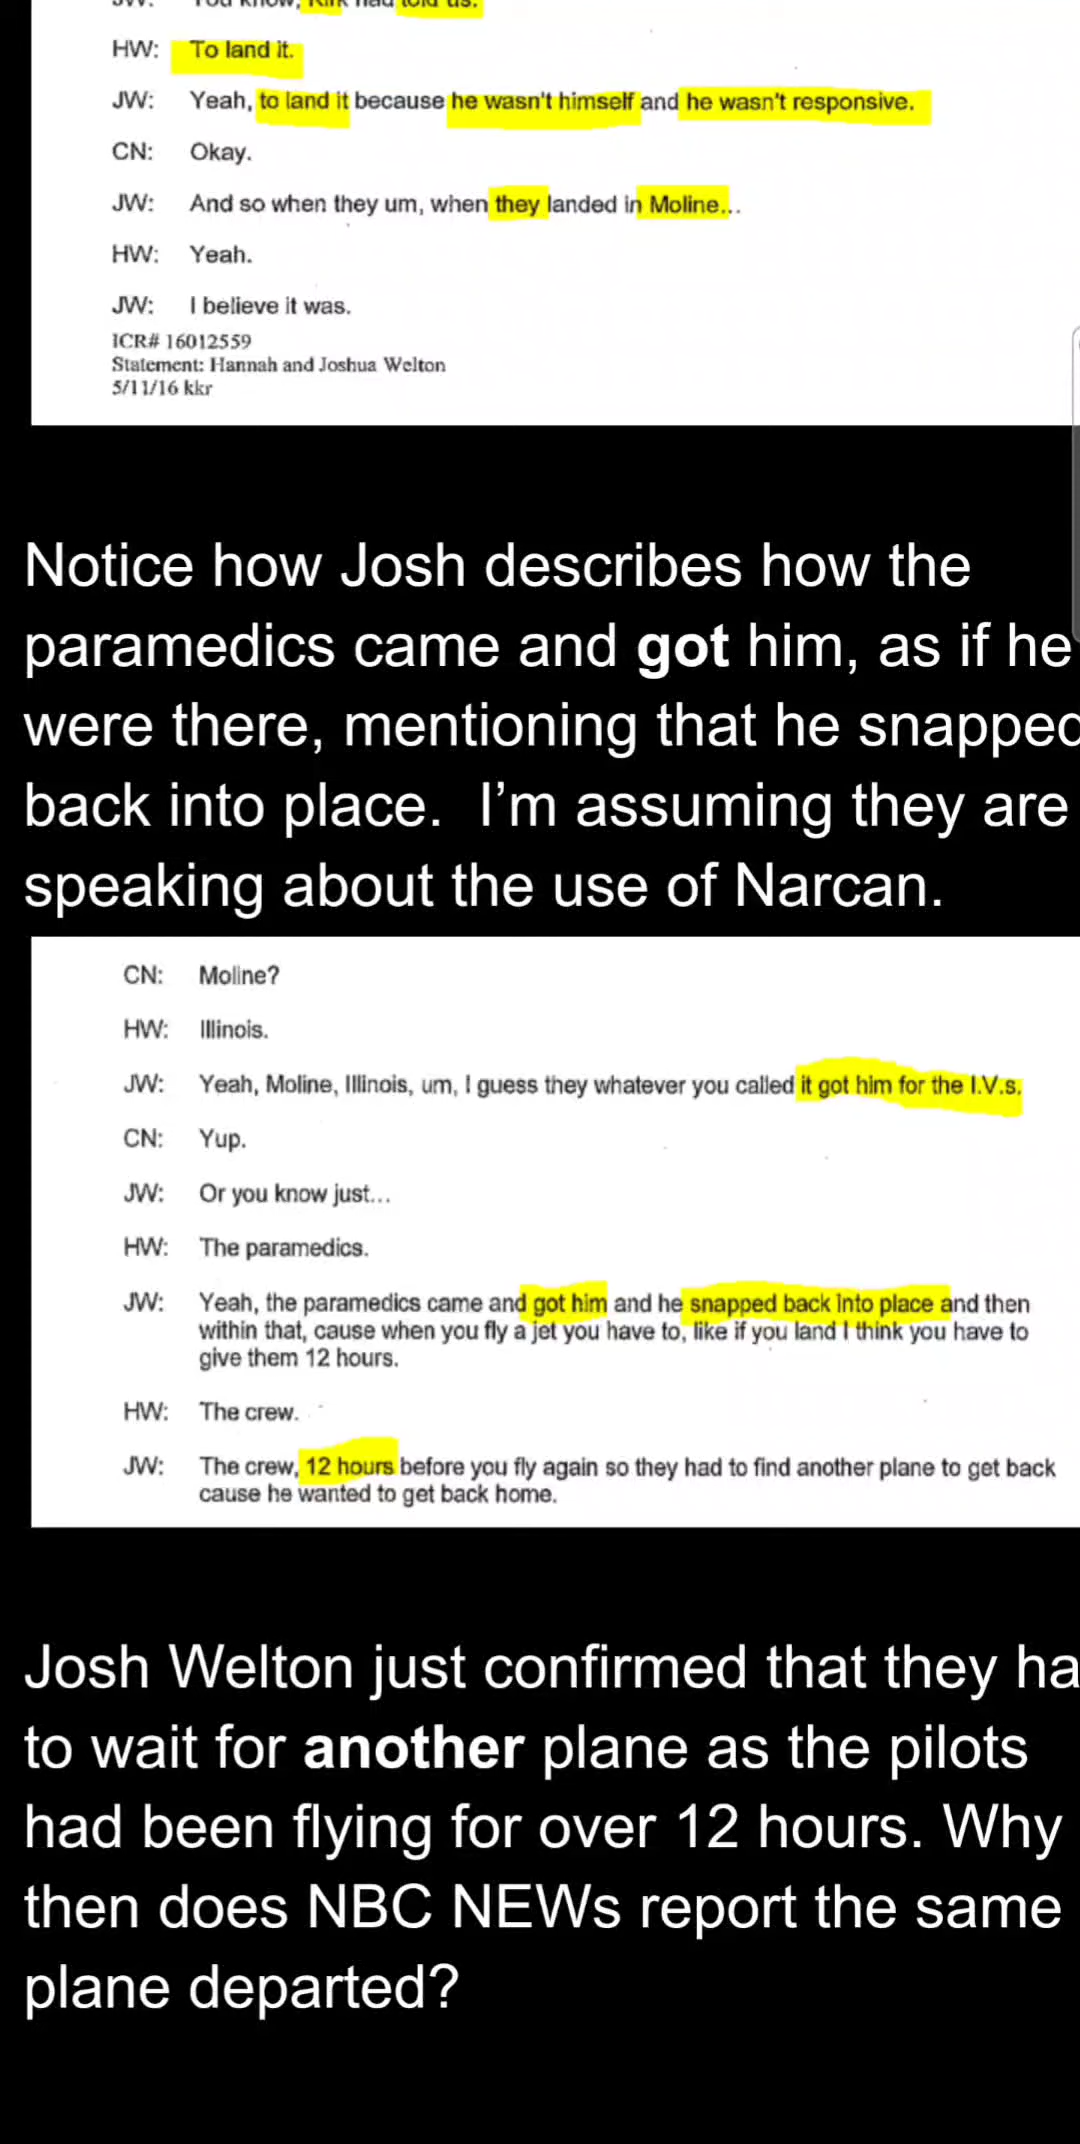 JW: You know, Kirk had told us.
HW: To land it.
JW: Yeah, to land it because he wasn't himself and he wasn't responsive.
CN: Okay.
JW: And so when they um, when they landed in Moline...
HW: Yeah.
JW: I believe it was.
ICR# 16012559
Statement: Hannah and Joshua Welton
5/11/16 kkr
Notice how Josh describes how the
paramedics came and got him, as if he
were there, mentioning that he snapped
back into place.  I'm assuming they are
speaking about the use of Narcan.
CN: Moline?
HW: Illinois.
JW: Yeah, Moline, Illinois, um, I guess they whatever you called it got him for the I.V.s.
CN: Yup.
JW: Or you know just...
HW: The paramedics.
JW: Yeah, the paramedics came and got him and he snapped back into place and then
within that, cause when you fly a jet you have to, like if you land I think you have to
give them 12 hours.
HW: The crew.
JW: The crew, 12 hours before you fly again so they had to find another plane to get back
cause he wanted to get back home.
Josh Welton just confirmed that they ha
to wait for another plane as the pilots
had been flying for over 12 hours. Why
then does NBC NEWs report the same
plane departed?